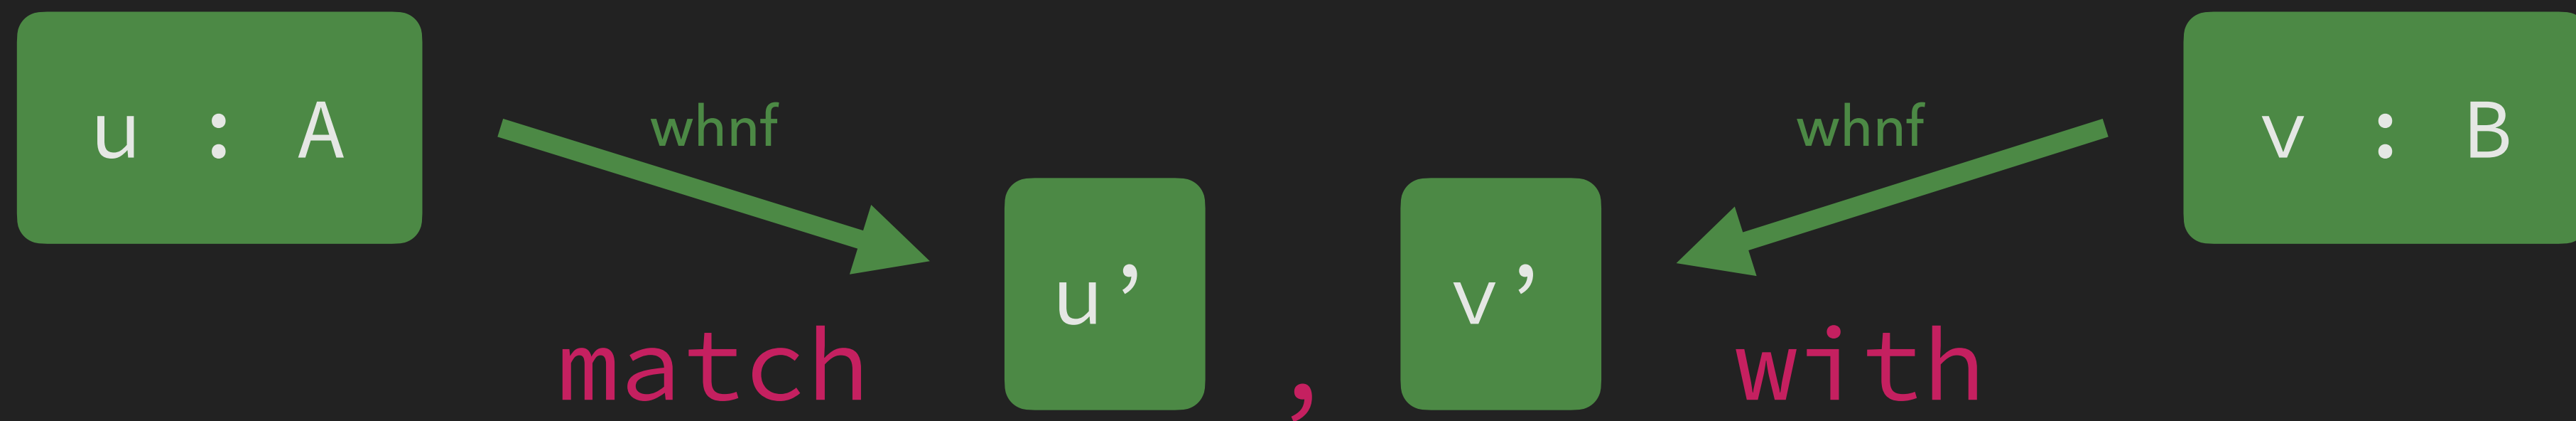 u : A whnf whnf v : B
u’ v’
match , with